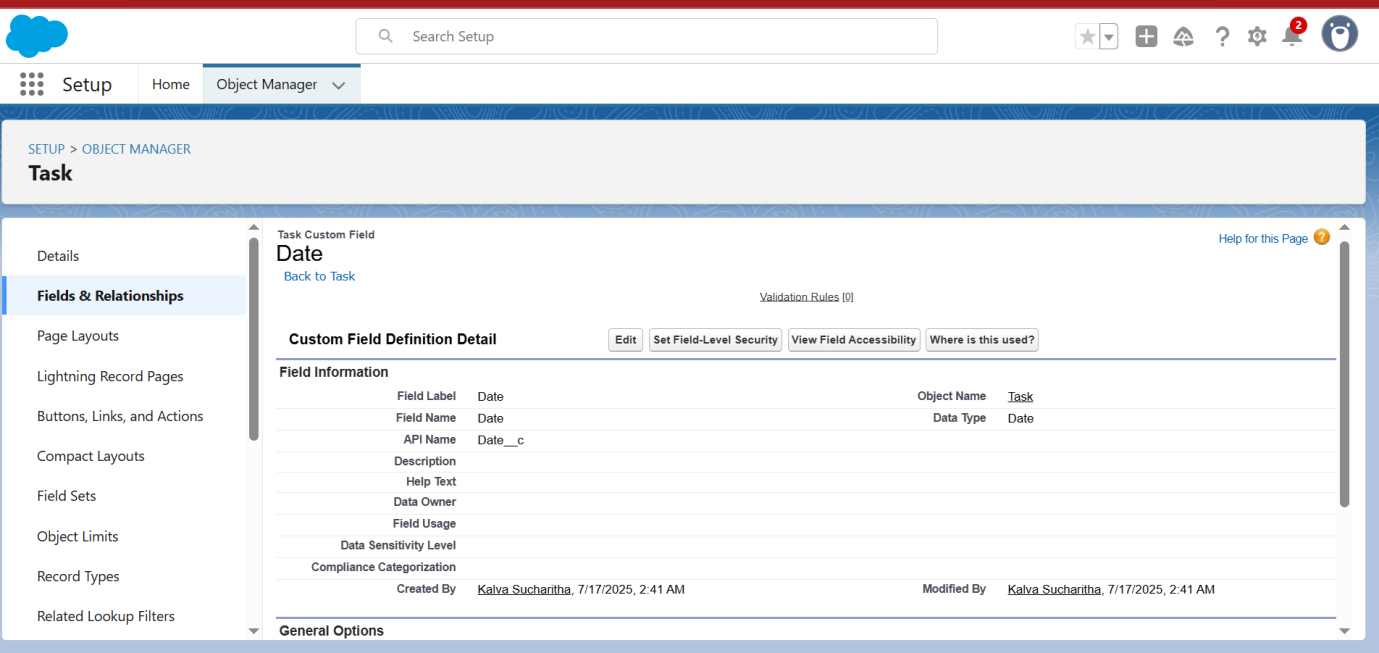 Search Setup
2
Setup
Home
Object Manager
SETUP > OBJECT MANAGER
Task
Details
Fields & Relationships
Page Layouts
Lightning Record Pages
Buttons, Links, and Actions
Compact Layouts
Field Sets
Object Limits
Record Types
Related Lookup Filters
Task Custom Field
Date
Back to Task
Help for this Page ?
Validation Rules [0]
Custom Field Definition Detail
Edit
Set Field-Level Security
View Field Accessibility
Where is this used?
Field Information
Field Label Date Object Name Task
Field Name Date Data Type Date
API Name Date__c
Description
Help Text
Data Owner
Field Usage
Data Sensitivity Level
Compliance Categorization
Created By Kalva Sucharitha, 7/17/2025, 2:41 AM Modified By Kalva Sucharitha, 7/17/2025, 2:41 AM
General Options